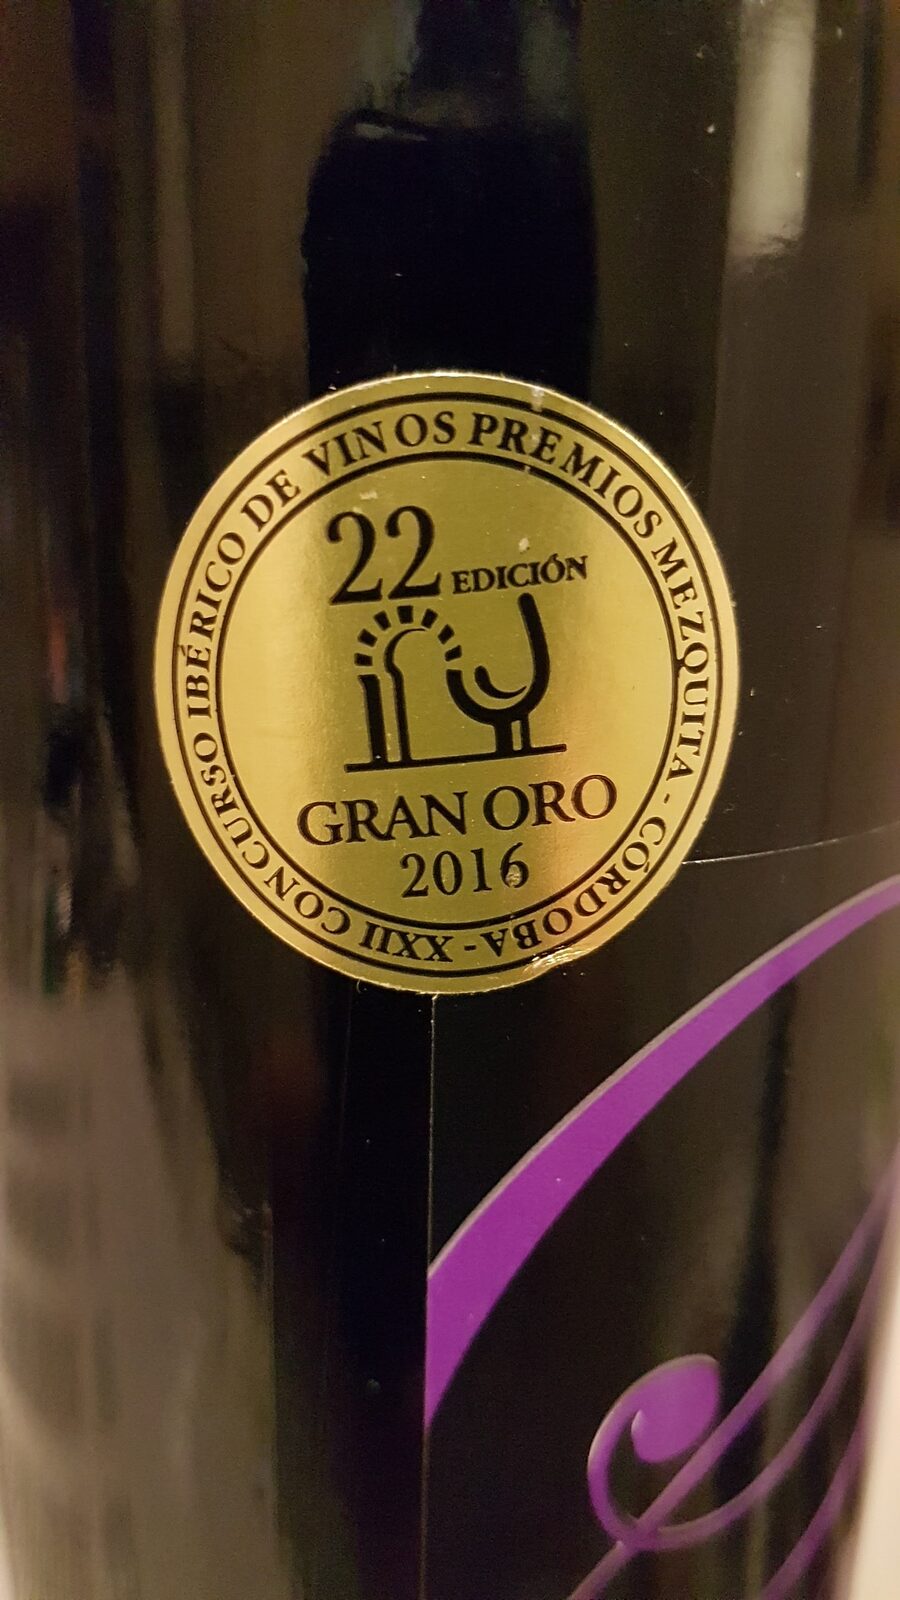 XXII CONCURSO IBÉRICO DE VINOS PREMIOS MEZQUITA - CÓRDOBA -
22 EDICIÓN
GRAN ORO
2016